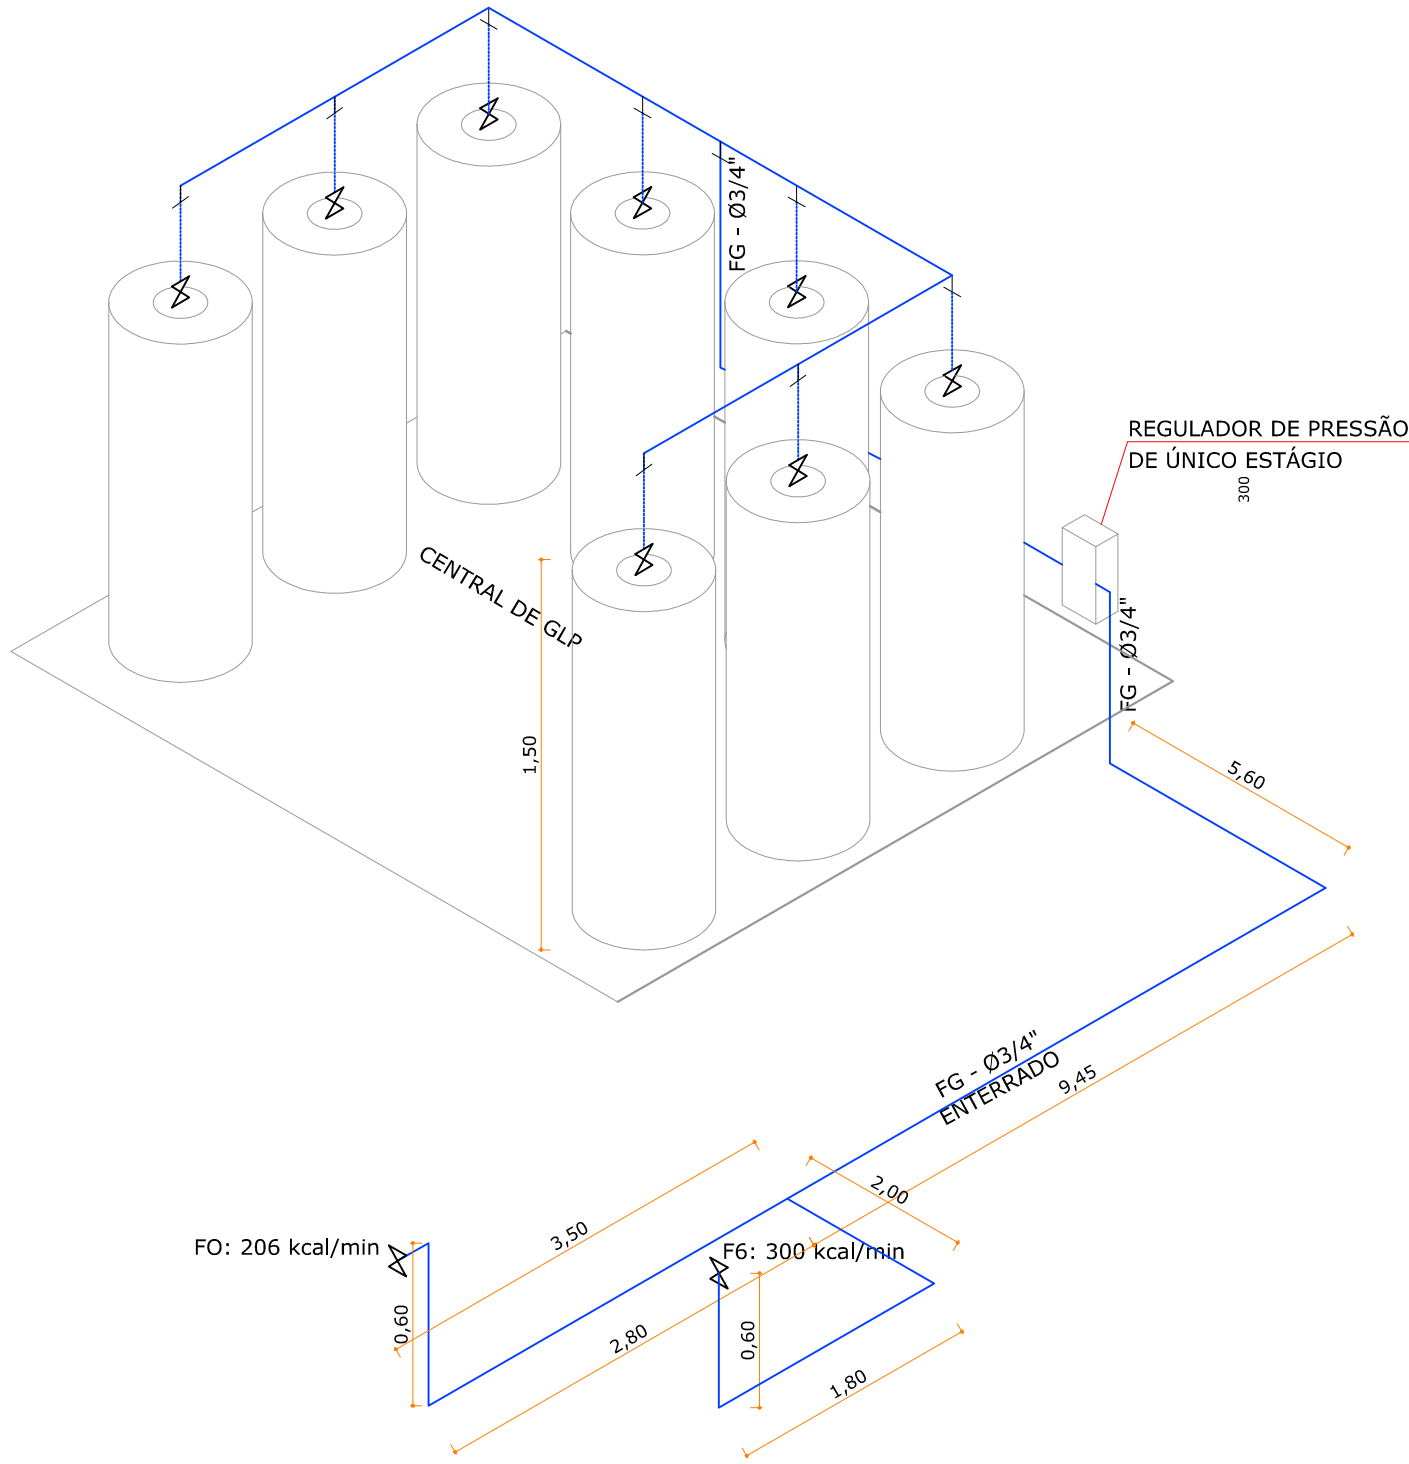 FG - Ø3/4"
REGULADOR DE PRESSÃO
DE ÚNICO ESTÁGIO
300
CENTRAL DE GLP
FG - Ø3/4"
1,50
5,60
FG - Ø3/4"
ENTERRADO
9,45
2,00
3,50
FO: 206 kcal/min
F6: 300 kcal/min
0,60
2,80
0,60
1,80